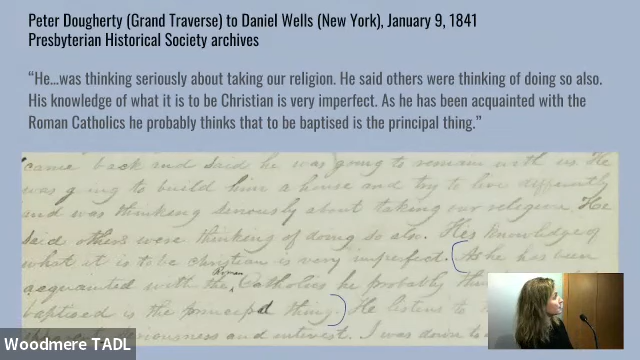 Peter Dougherty (Grand Traverse) to Daniel Wells (New York), January 9, 1841
Presbyterian Historical Society archives
“He...was thinking seriously about taking our religion. He said others were thinking of doing so also.
His knowledge of what it is to be Christian is very imperfect. As he has been acquainted with the
Roman Catholics he probably thinks that to be baptised is the principal thing.”
came back and said he was going to remain with us He
was going to build him a house and try to live differently
and was thinking seriously about taking our religion. He
said others were thinking of doing so also. His knowledge of
what it is to be christian is very imperfect. (As he has been
acquainted with the Roman Catholics he probably
baptised is the principal thing.) He listens to
seriousness and interest. I was down
Woodmere TADL